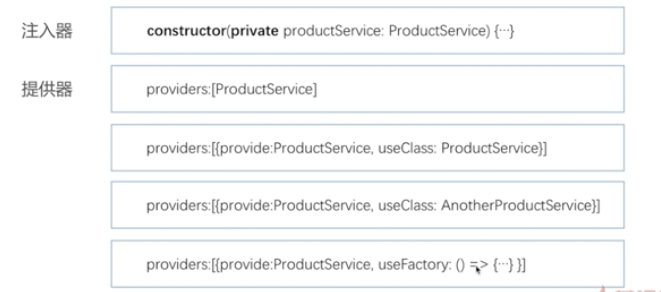 注入器
constructor(private productService: ProductService) {···}
提供器
providers:[ProductService]
providers:[{provide:ProductService, useClass: ProductService}]
providers:[{provide:ProductService, useClass: AnotherProductService}]
providers:[{provide:ProductService, useFactory: () => {···} }]